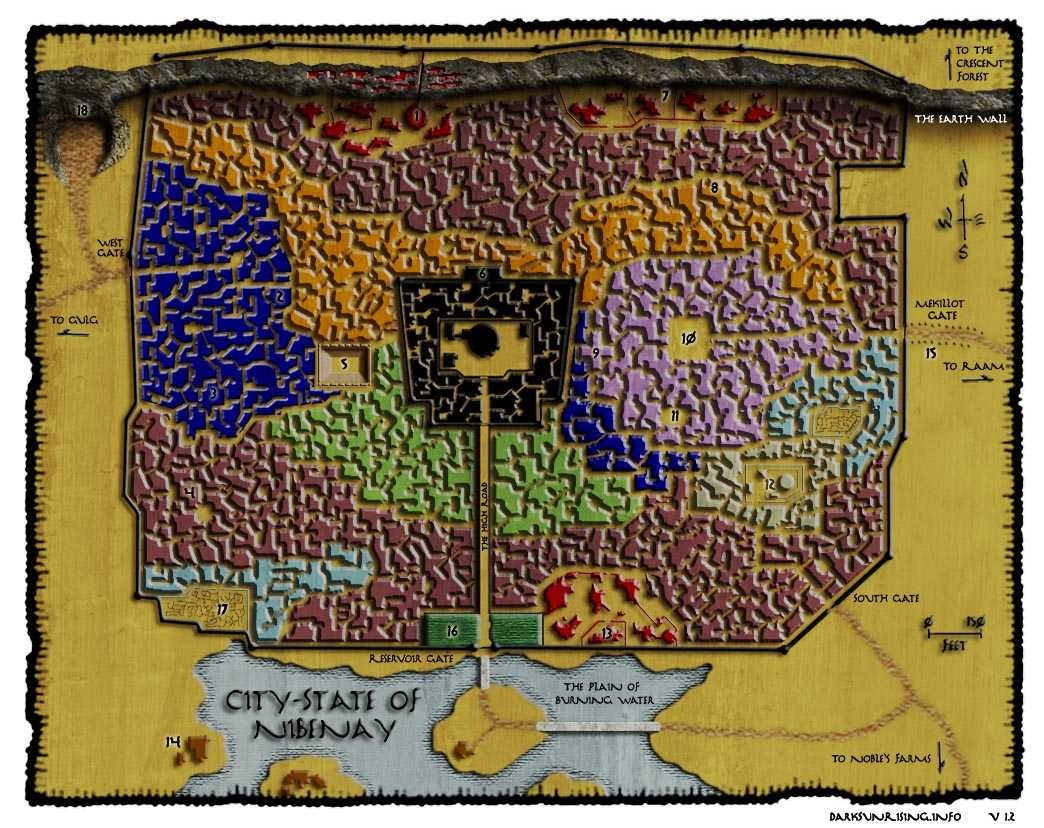 TO THE
CRESCENT
FOREST
18
1
7
THE EARTH WALL
8
N
W E
S
WEST
GATE
6
2
MEKILLOT
GATE
TO GULG
10
9
15
5
TO RAAM
3
11
12
4
THE HIGH ROAD
SOUTH GATE
17
16
13
0 150
FEET
RESERVOIR GATE
CITY-STATE OF
NIBENAY
THE PLAIN OF
BURNING WATER
14
TO NOBLE'S FARMS
DARKSUNRISING.INFO V 1.2